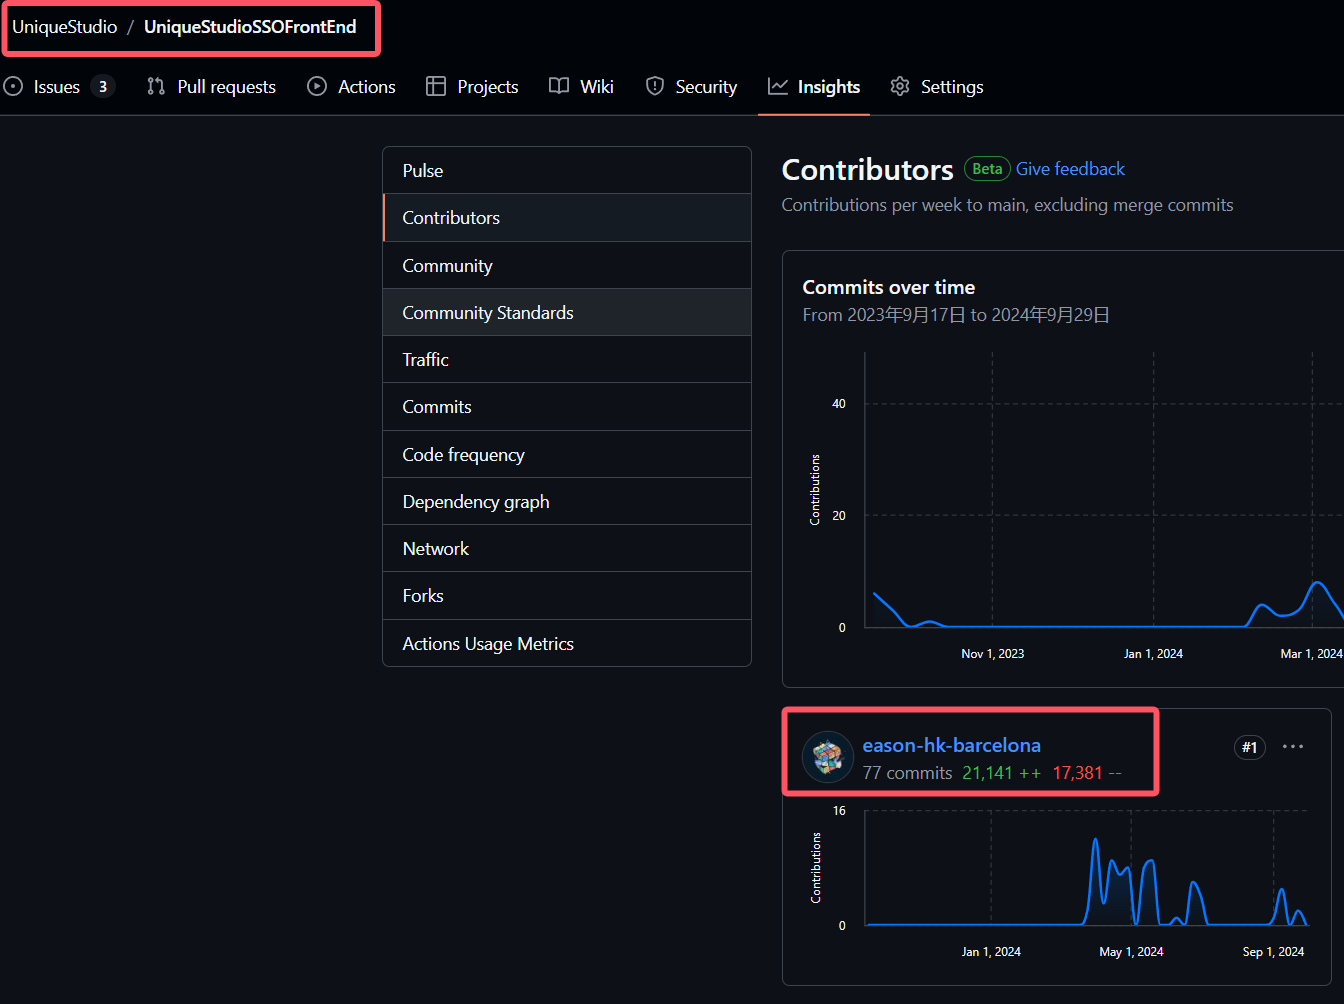 UniqueStudio / UniqueStudioSSOFrontEnd
Issues 3 Pull requests Actions Projects Wiki Security Insights Settings
Pulse
Contributors
Community
Community Standards
Traffic
Commits
Code frequency
Dependency graph
Network
Forks
Actions Usage Metrics
Contributors Beta Give feedback
Contributions per week to main, excluding merge commits
Commits over time
From 2023年9月17日 to 2024年9月29日
Contributions
40
20
0
Nov 1, 2023 Jan 1, 2024 Mar 1, 2024
eason-hk-barcelona #1
77 commits 21,141 ++ 17,381 --
Contributions
16
0
Jan 1, 2024 May 1, 2024 Sep 1, 2024